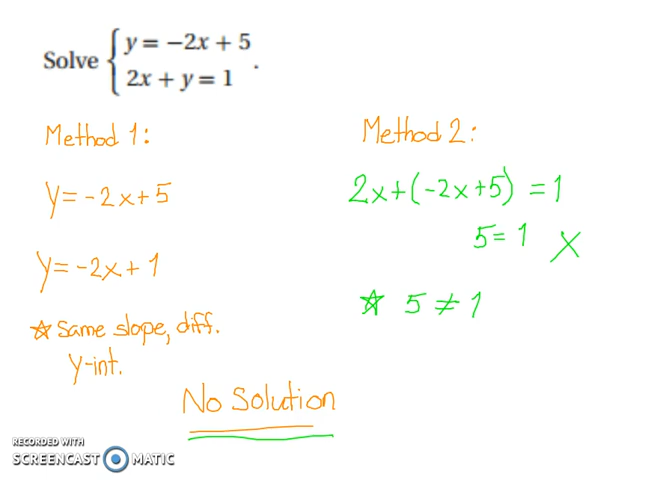 Solve { y = −2x + 5
2x + y = 1 .
Method 1:
y = -2x + 5
y = -2x + 1
☆ Same slope, diff.
y-int.
Method 2:
2x + (-2x+5) = 1
5 = 1 X
☆ 5 ≠ 1
No Solution
RECORDED WITH
SCREENCAST MATIC